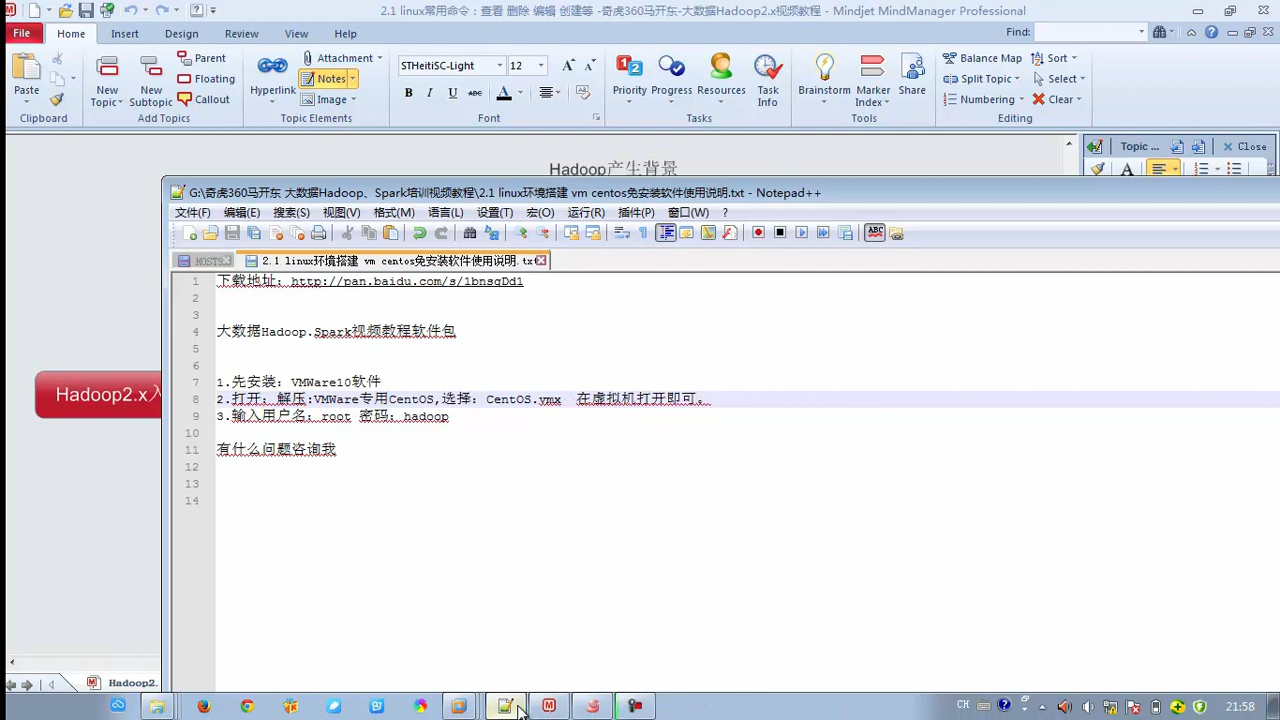 2.1 linux常用命令：查看 删除 编辑 创建等 -奇虎360马开东-大数据Hadoop2.x视频教程 - Mindjet MindManager Professional
File Home Insert Design Review View Help Find:
Paste New Topic New Subtopic Parent Floating Callout Hyperlink Attachment Notes Image STHeitiSC-Light 12 Priority Progress Resources Task Info Brainstorm Marker Index Share Balance Map Split Topic Numbering Sort Select Clear
Clipboard Add Topics Topic Elements Font Tasks Tools Editing
Hadoop产生背景
Topic ... Close
G:\奇虎360马开东 大数据Hadoop、Spark培训视频教程\2.1 linux环境搭建 vm centos免安装软件使用说明.txt - Notepad++
文件(F) 编辑(E) 搜索(S) 视图(V) 格式(M) 语言(L) 设置(T) 宏(O) 运行(R) 插件(P) 窗口(W) ?
HOSTS 2.1 linux环境搭建 vm centos免安装软件使用说明.txt
1 下载地址：http://pan.baidu.com/s/1bnsqDd1
2
3
4 大数据Hadoop.Spark视频教程软件包
5
6
7 1.先安装：VMWare10软件
8 2.打开：解压:VMWare专用CentOS,选择：CentOS.vmx 在虚拟机打开即可。
9 3.输入用户名：root 密码：hadoop
10
11 有什么问题咨询我
12
13
14
Hadoop2.x入
Hadoop2.
CH 21:58